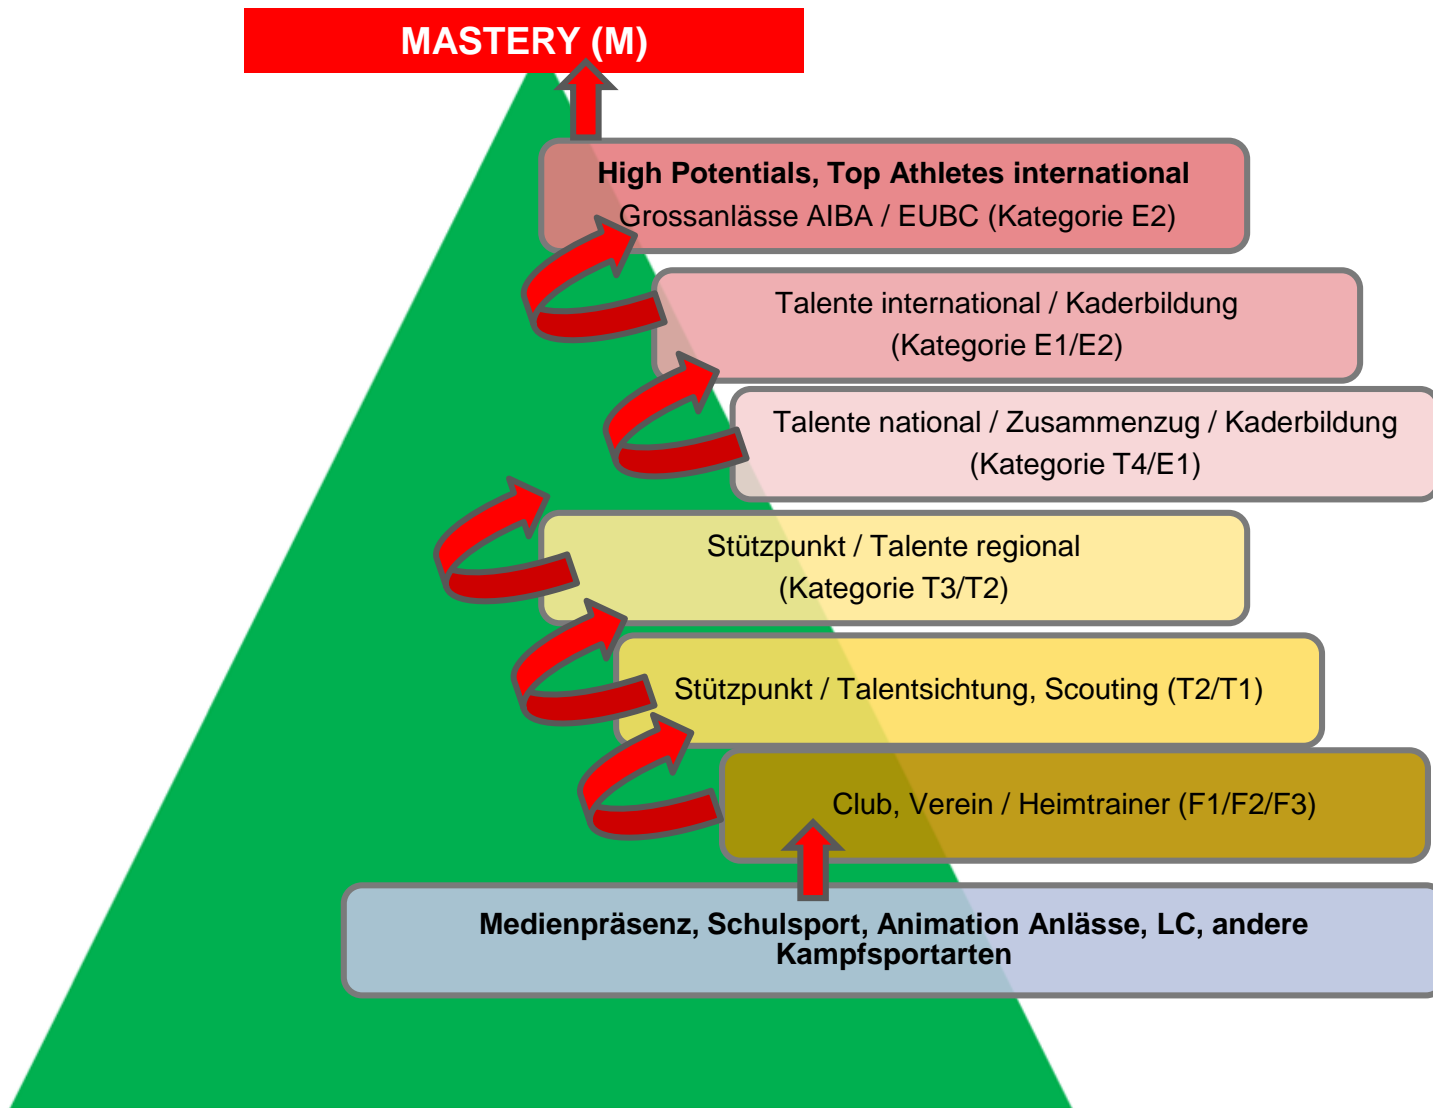 MASTERY (M)
High Potentials, Top Athletes international
Grossanlässe AIBA / EUBC (Kategorie E2)
Talente international / Kaderbildung
(Kategorie E1/E2)
Talente national / Zusammenzug / Kaderbildung
(Kategorie T4/E1)
Stützpunkt / Talente regional
(Kategorie T3/T2)
Stützpunkt / Talentsichtung, Scouting (T2/T1)
Club, Verein / Heimtrainer (F1/F2/F3)
Medienpräsenz, Schulsport, Animation Anlässe, LC, andere
Kampfsportarten